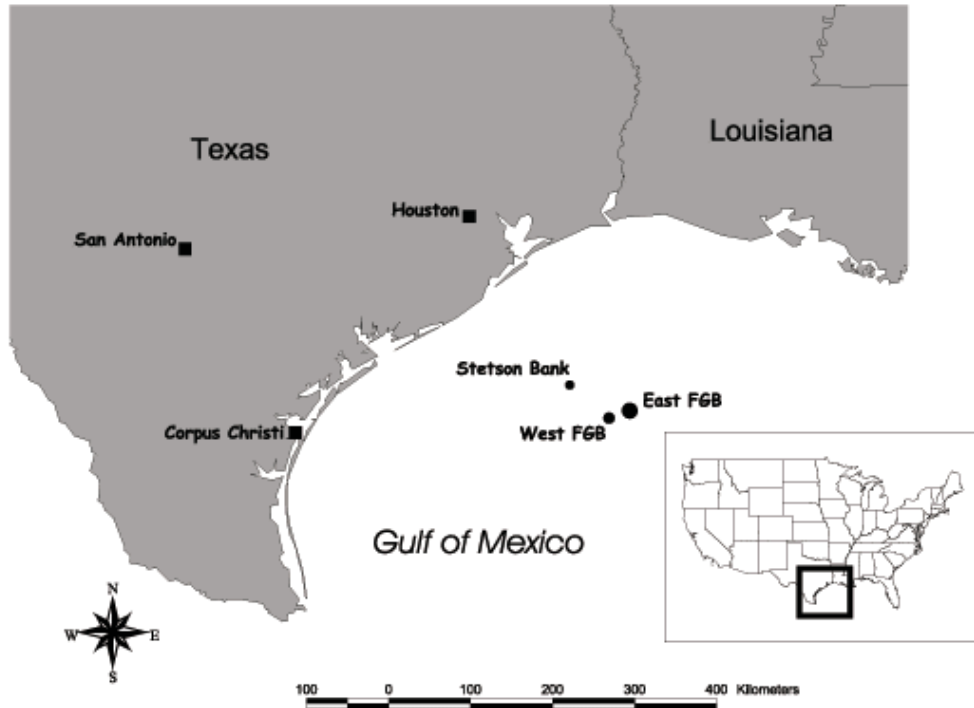 Texas
Louisiana
Houston
San Antonio
Stetson Bank
East FGB
West FGB
Corpus Christi
Gulf of Mexico
N
W
E
S
100 0 100 200 300 400 Kilometers